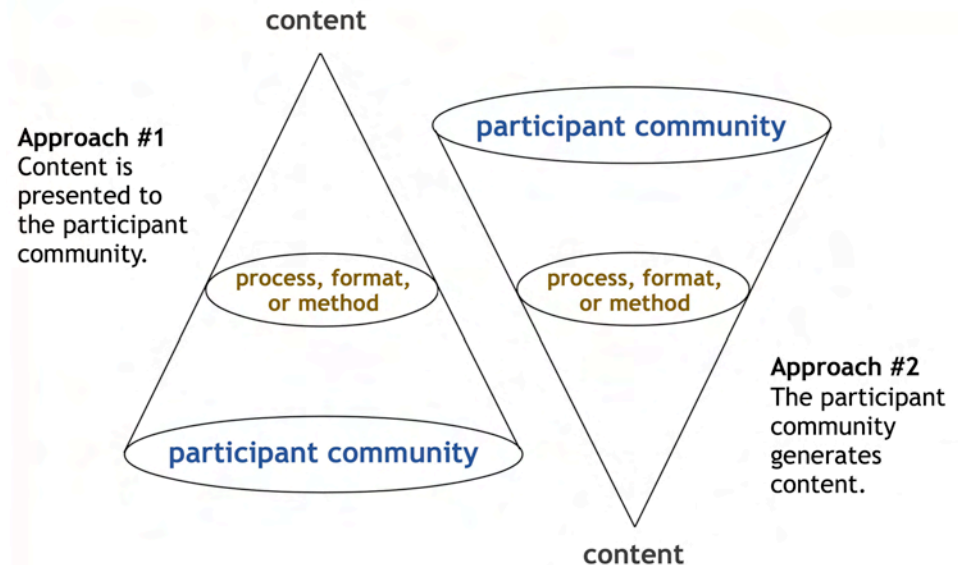 content
Approach #1
Content is
presented to
the participant
community.
process, format,
or method
participant community
participant community
process, format,
or method
Approach #2
The participant
community
generates
content.
content